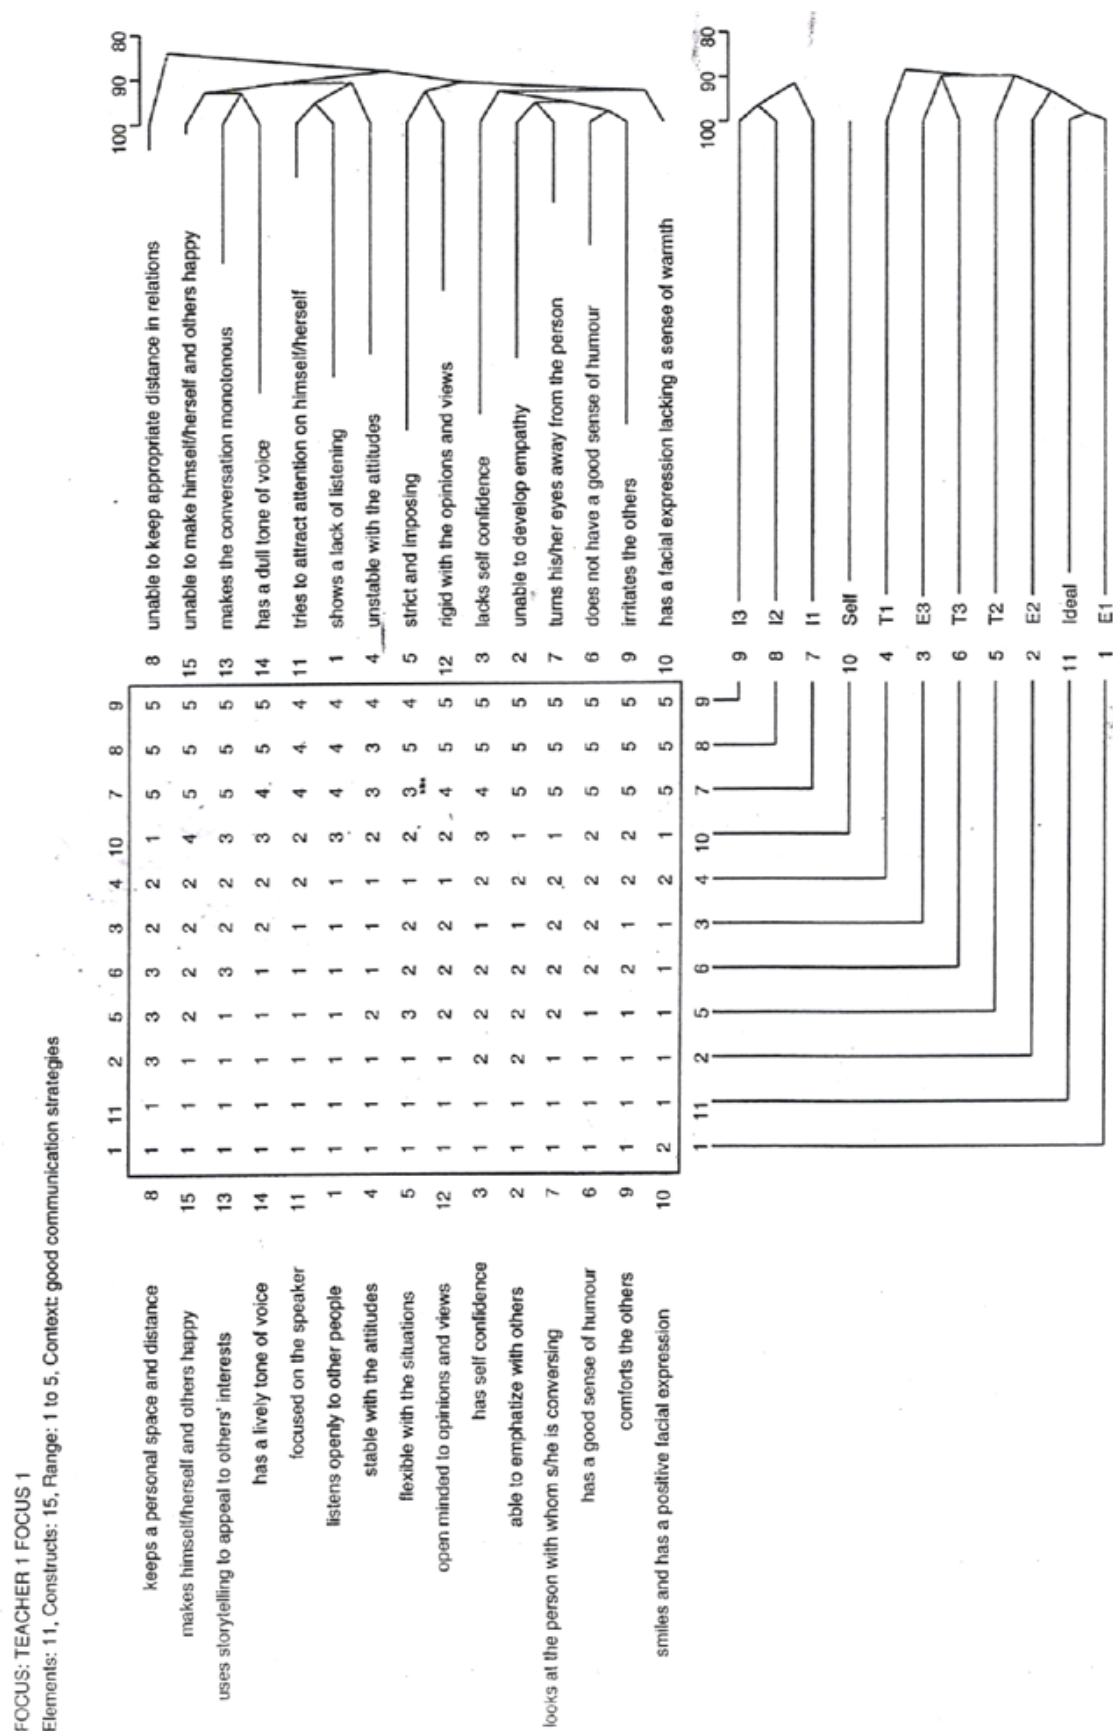 FOCUS: TEACHER 1 FOCUS 1
Elements: 11, Constructs: 15, Range: 1 to 5, Context: good communication strategies
1 11 2 5 6 3 4 10 7 8 9 100 90 80
keeps a personal space and distance 8 1 1 3 3 3 2 2 1 5 5 5 8 unable to keep appropriate distance in relations
makes himself/herself and others happy 15 1 1 1 2 2 2 2 4 5 5 5 15 unable to make himself/herself and others happy
uses storytelling to appeal to others' interests 13 1 1 1 1 3 2 2 3 5 5 5 13 makes the conversation monotonous
has a lively tone of voice 14 1 1 1 1 1 2 2 3 4 5 5 14 has a dull tone of voice
focused on the speaker 11 1 1 1 1 1 1 2 2 4 4 4 11 tries to attract attention on himself/herself
listens openly to other people 1 1 1 1 1 1 1 1 3 4 4 4 1 shows a lack of listening
stable with the attitudes 4 1 1 1 2 1 1 1 2 3 3 4 4 unstable with the attitudes
flexible with the situations 5 1 1 1 3 2 2 1 2 3 5 4 5 strict and imposing
open minded to opinions and views 12 1 1 1 2 2 2 1 2 4 5 5 12 rigid with the opinions and views
has self confidence 3 1 1 2 2 2 1 2 3 4 5 5 3 lacks self confidence
able to emphatize with others 2 1 1 2 2 2 1 2 1 5 5 5 2 unable to develop empathy
looks at the person with whom s/he is conversing 7 1 1 1 2 2 2 2 1 5 5 5 7 turns his/her eyes away from the person
has a good sense of humour 6 1 1 1 1 2 2 2 2 5 5 5 6 does not have a good sense of humour
comforts the others 9 1 1 1 1 2 1 2 2 5 5 5 9 irritates the others
smiles and has a positive facial expression 10 2 1 1 1 1 1 2 1 5 5 5 10 has a facial expression lacking a sense of warmth
1 11 2 5 6 3 4 10 7 8 9 100 90 80
9 I3
8 I2
7 I1
10 Self
4 T1
3 E3
6 T3
5 T2
2 E2
11 Ideal
1 E1